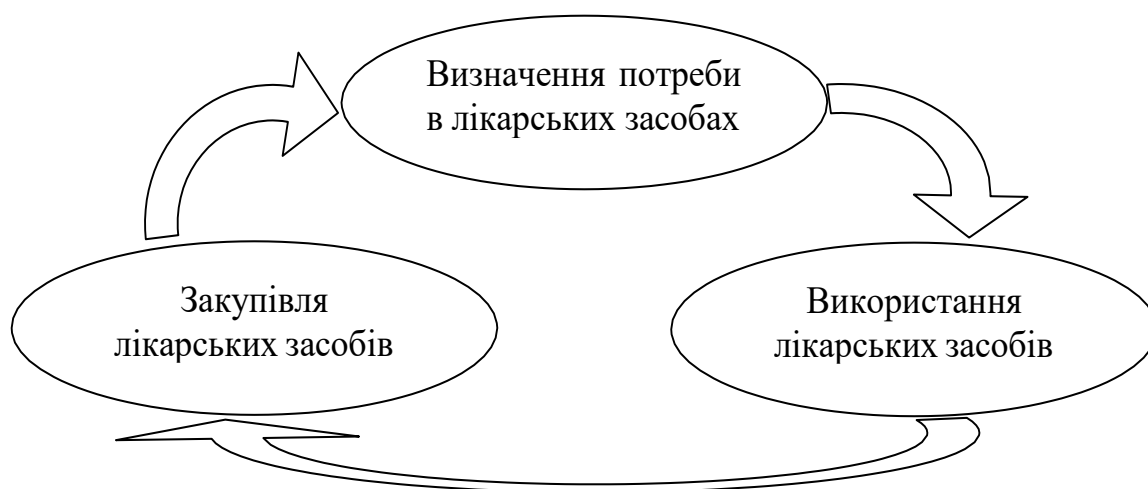 Визначення потреби
в лікарських засобах
Закупівля
лікарських засобів
Використання
лікарських засобів